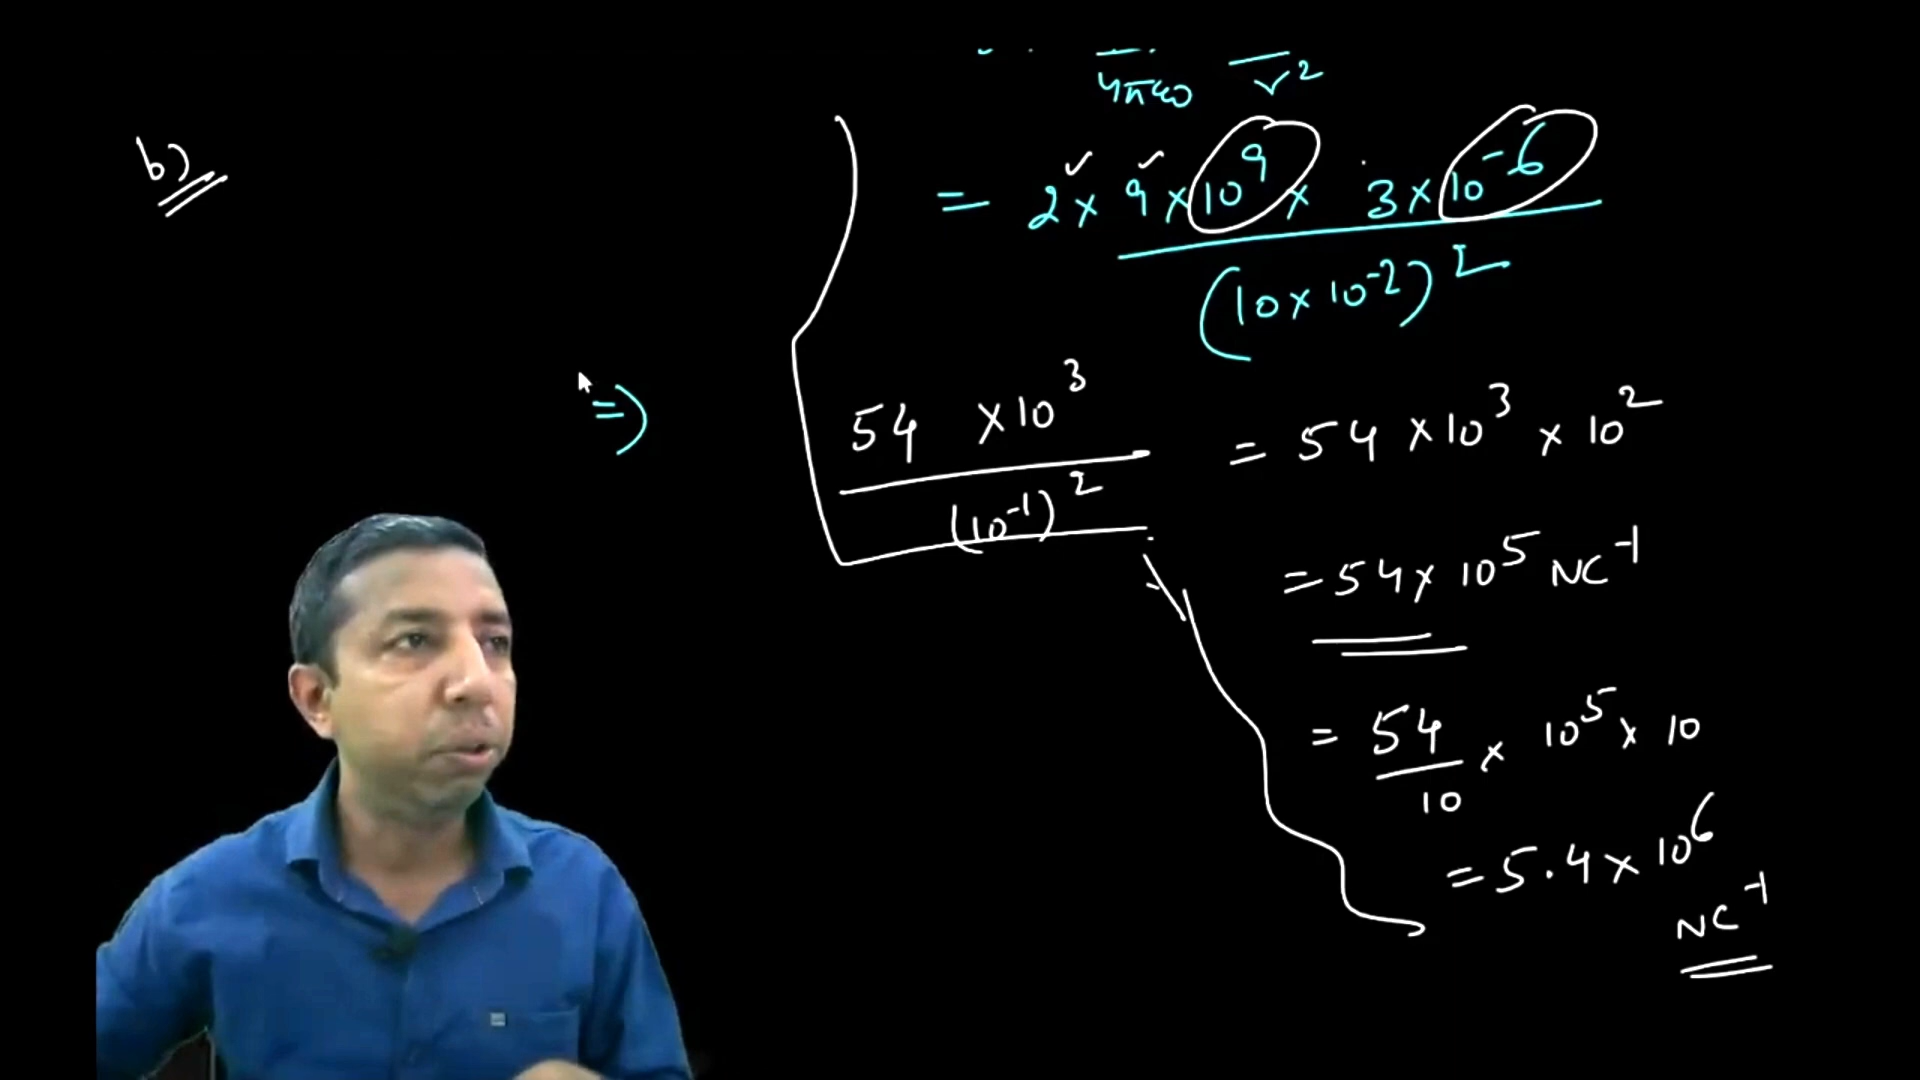 4πε0 r²
b)
= 2 × 9 × 10⁹ × 3 × 10⁻⁶
(10 × 10⁻²)²
=)
54 × 10³
(10⁻¹)²
= 54 × 10³ × 10²
= 54 × 10⁵ NC⁻¹
= 54 × 10⁵ × 10
10
= 5.4 × 10⁶
NC⁻¹